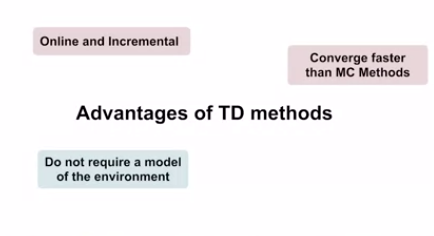 Online and Incremental
Converge faster
than MC Methods
Advantages of TD methods
Do not require a model
of the environment